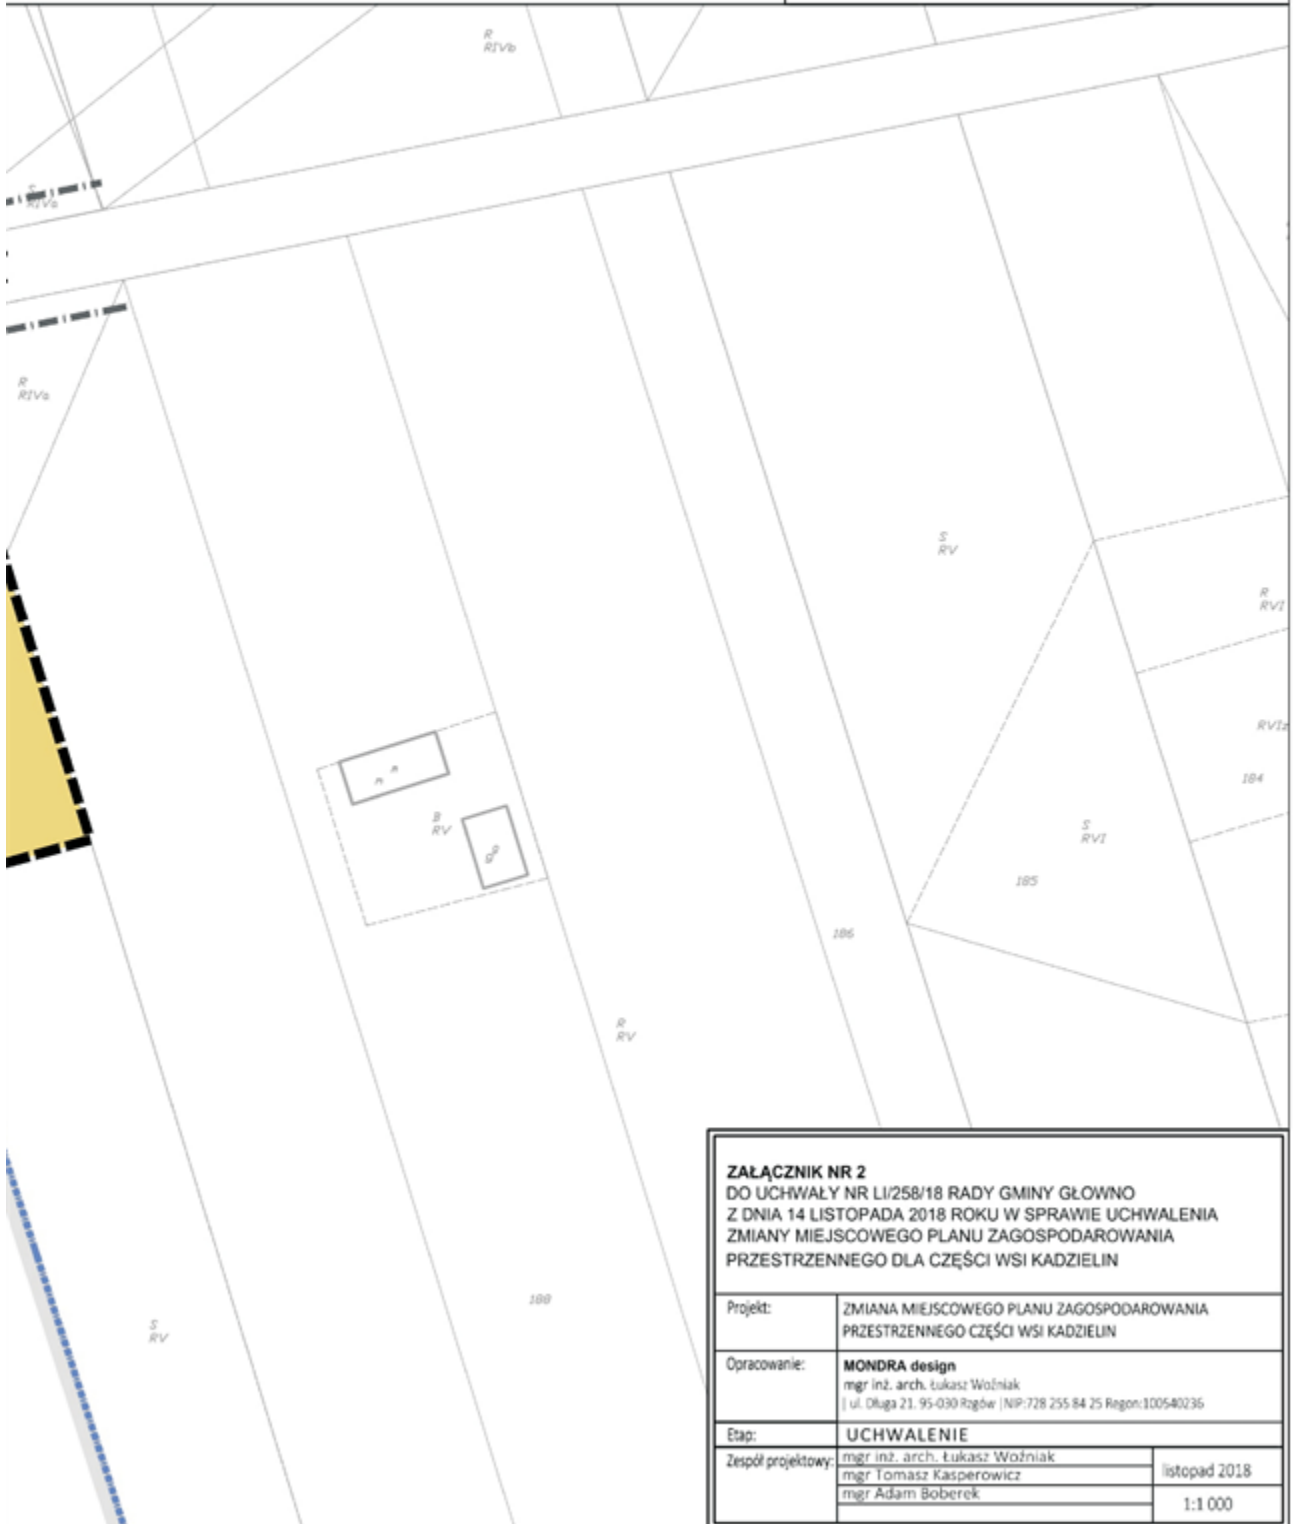 R
RIVb
S
RIVa
R
RIVa
S
RV
R
RVI
RVIz
184
m m
B
RV
S
RVI
185
186
R
RV
188
S
RV
ZAŁĄCZNIK NR 2
DO UCHWAŁY NR LI/258/18 RADY GMINY GŁOWNO
Z DNIA 14 LISTOPADA 2018 ROKU W SPRAWIE UCHWALENIA
ZMIANY MIEJSCOWEGO PLANU ZAGOSPODAROWANIA
PRZESTRZENNEGO DLA CZĘŚCI WSI KADZIELIN
Projekt: ZMIANA MIEJSCOWEGO PLANU ZAGOSPODAROWANIA
PRZESTRZENNEGO CZĘŚCI WSI KADZIELIN
Opracowanie: MONDRA design
mgr inż. arch. Łukasz Woźniak
| ul. Długa 21. 95-030 Rzgów | NIP:728 255 84 25 Regon:100540236
Etap: UCHWALENIE
Zespół projektowy: mgr inż. arch. Łukasz Woźniak
mgr Tomasz Kasperowicz
mgr Adam Boberek
listopad 2018
1:1 000